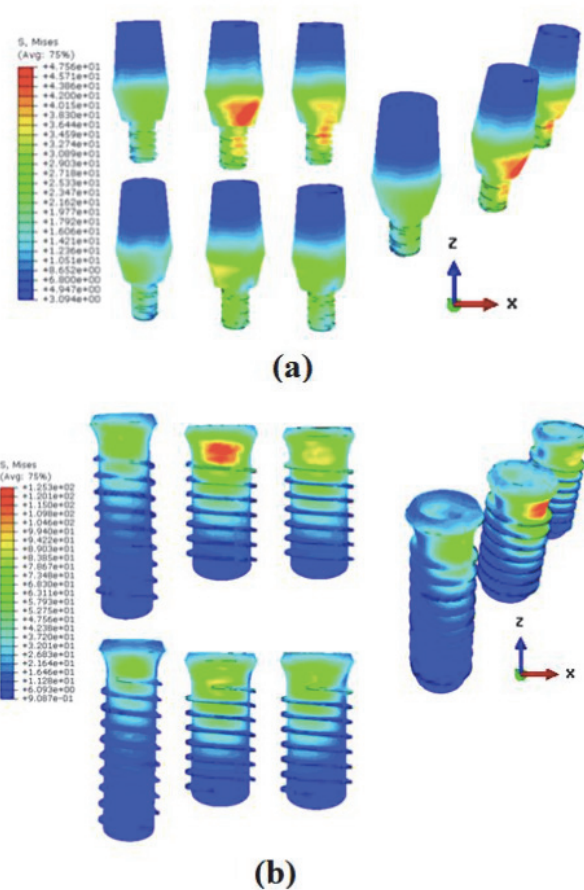 S, Mises
(Avg: 75%)
+4.756e+01
+4.571e+01
+4.386e+01
+4.200e+01
+4.015e+01
+3.830e+01
+3.644e+01
+3.459e+01
+3.274e+01
+3.089e+01
+2.903e+01
+2.718e+01
+2.533e+01
+2.347e+01
+2.162e+01
+1.977e+01
+1.792e+01
+1.606e+01
+1.421e+01
+1.236e+01
+1.051e+01
+8.652e+00
+6.800e+00
+4.947e+00
+3.094e+00
Z
X
(a)
S, Mises
(Avg: 75%)
+1.253e+02
+1.201e+02
+1.150e+02
+1.098e+02
+1.046e+02
+9.940e+01
+9.422e+01
+8.903e+01
+8.385e+01
+7.867e+01
+7.348e+01
+6.830e+01
+6.311e+01
+5.793e+01
+5.275e+01
+4.756e+01
+4.238e+01
+3.720e+01
+3.201e+01
+2.683e+01
+2.164e+01
+1.646e+01
+1.128e+01
+6.093e+00
+9.087e-01
Z
X
(b)